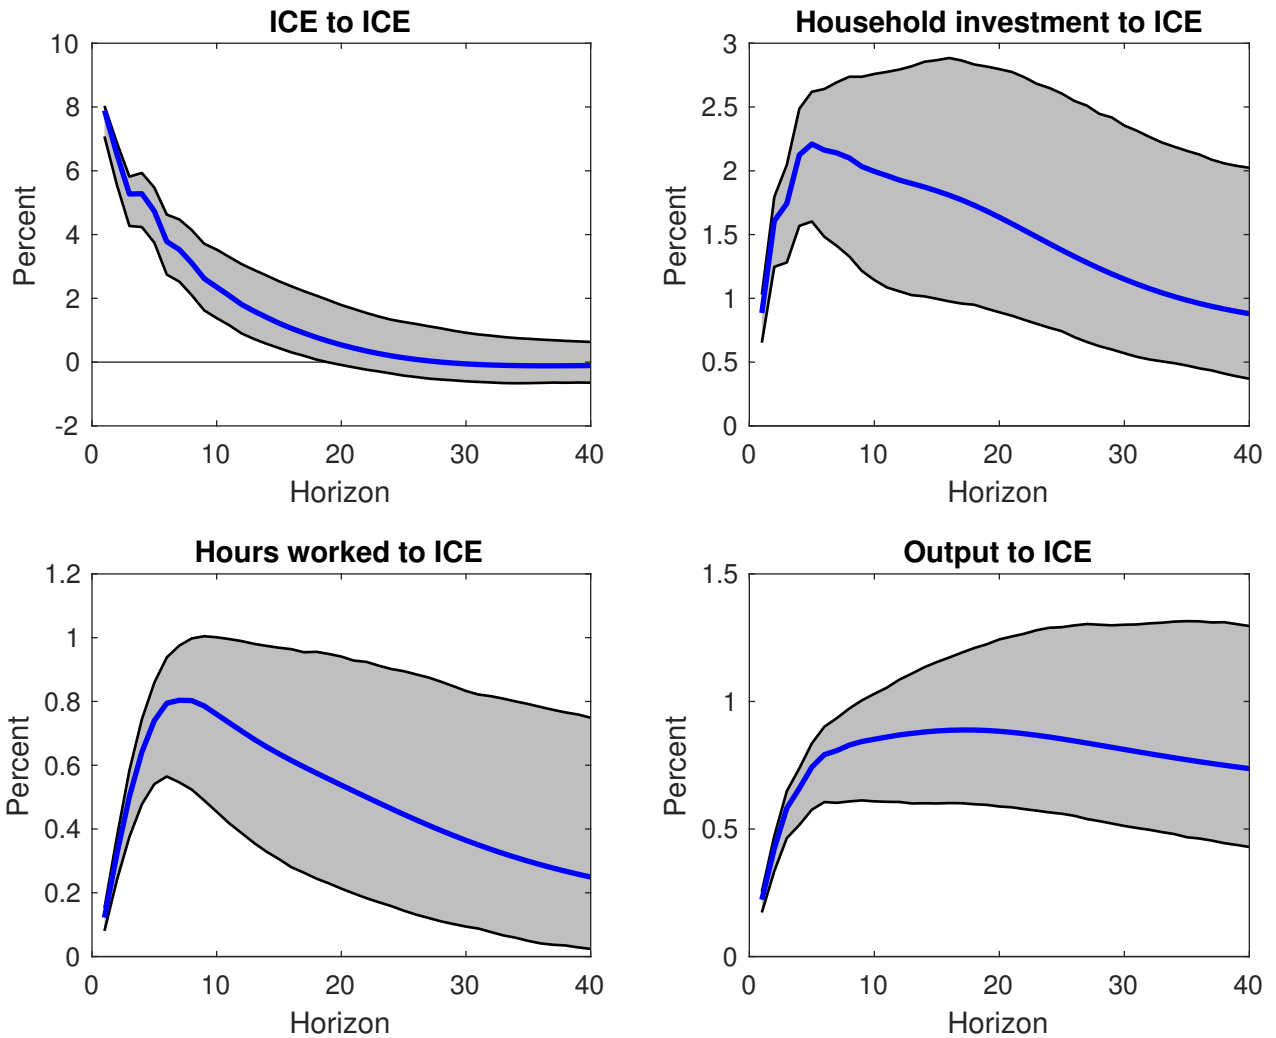 ICE to ICE
10
8
6
4
2
0
-2
Percent
0 10 20 30 40
Horizon
Household investment to ICE
3
2.5
2
1.5
1
0.5
0
Percent
0 10 20 30 40
Horizon
Hours worked to ICE
1.2
1
0.8
0.6
0.4
0.2
0
Percent
0 10 20 30 40
Horizon
Output to ICE
1.5
1
0.5
0
Percent
0 10 20 30 40
Horizon